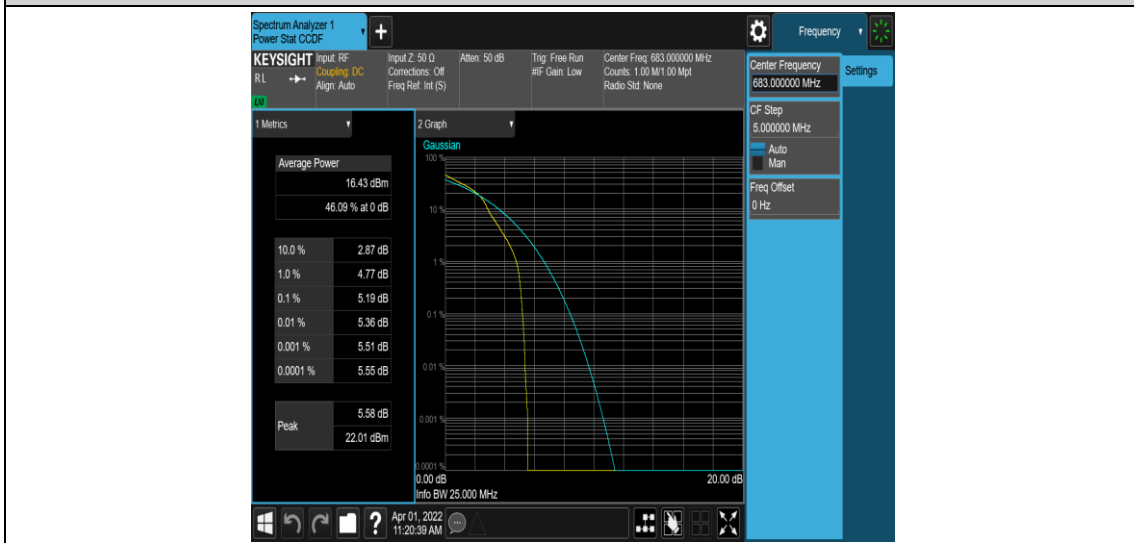 Spectrum Analyzer 1
Power Stat CCDF
Frequency
KEYSIGHT
RL
Input: RF
Coupling: DC
Align: Auto
Input Z: 50 Ω
Corrections: Off
Freq Ref: Int (S)
Atten: 50 dB
Trig: Free Run
#IF Gain: Low
Center Freq: 683.000000 MHz
Counts: 1.00 M/1.00 Mpt
Radio Std: None
Center Frequency
683.000000 MHz
Settings
CF Step
5.000000 MHz
Auto
Man
Freq Offset
0 Hz
1 Metrics
Average Power
16.43 dBm
46.09 % at 0 dB
10.0 % 2.87 dB
1.0 % 4.77 dB
0.1 % 5.19 dB
0.01 % 5.36 dB
0.001 % 5.51 dB
0.0001 % 5.55 dB
Peak
5.58 dB
22.01 dBm
2 Graph
Gaussian
100 %
10 %
1 %
0.1 %
0.01 %
0.001 %
0.0001 %
0.00 dB 20.00 dB
Info BW 25.000 MHz
?
Apr 01, 2022
11:20:39 AM